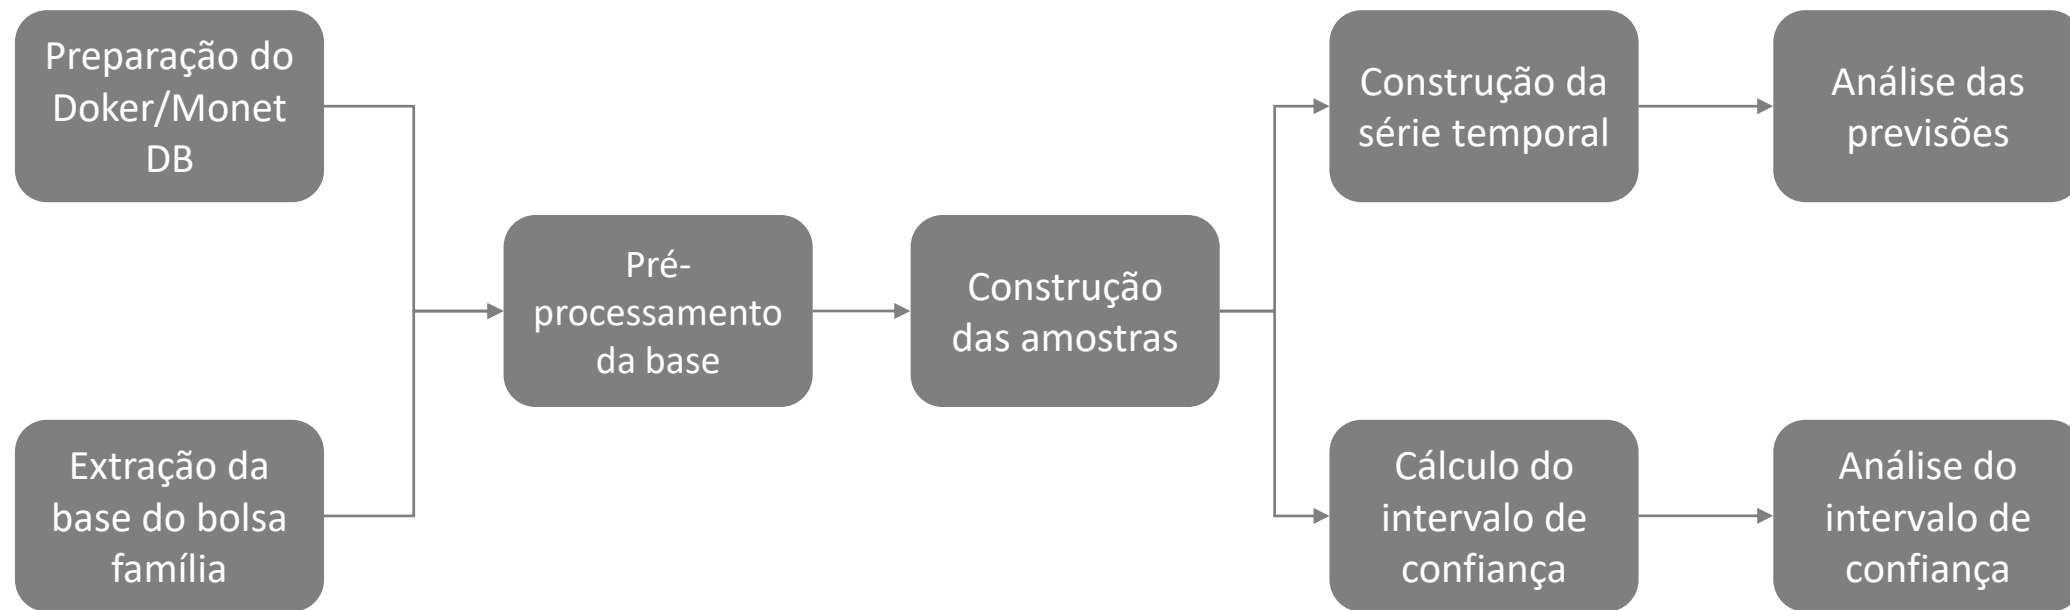 Preparação do
Doker/Monet
DB
Extração da
base do bolsa
família
Pré-
processamento
da base
Construção
das amostras
Construção da
série temporal
Análise das
previsões
Cálculo do
intervalo de
confiança
Análise do
intervalo de
confiança